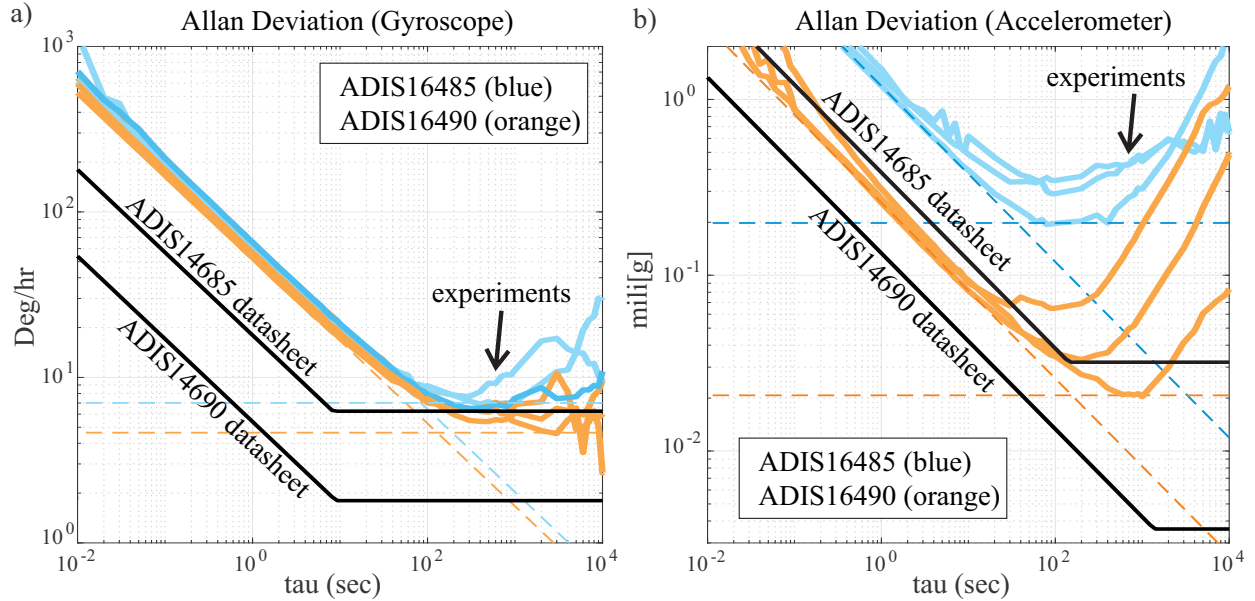 a)
Allan Deviation (Gyroscope)
10^3
10^2
10^1
10^0
Deg/hr
ADIS16485 (blue)
ADIS16490 (orange)
ADIS14685 datasheet
ADIS14690 datasheet
experiments
10^-2
10^0
10^2
10^4
tau (sec)
b)
Allan Deviation (Accelerometer)
10^0
10^-1
10^-2
mili[g]
experiments
ADIS14685 datasheet
ADIS14690 datasheet
ADIS16485 (blue)
ADIS16490 (orange)
10^-2
10^0
10^2
10^4
tau (sec)